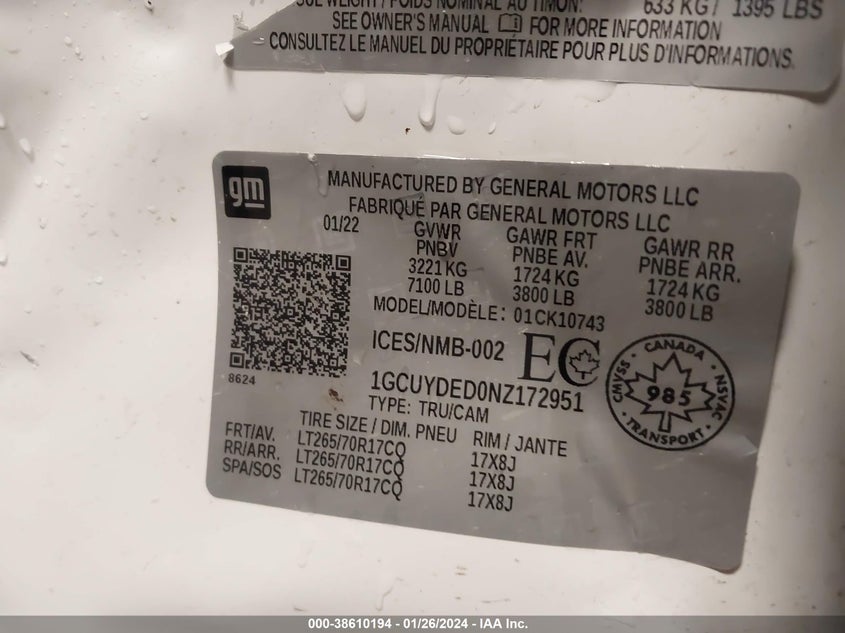 POIDS NOMINAL AU TIMON: 633 KG / 1395 LBS
SEE OWNER'S MANUAL FOR MORE INFORMATION
CONSULTEZ LE MANUEL DU PROPRIÉTAIRE POUR PLUS D'INFORMATIONS.
gm
MANUFACTURED BY GENERAL MOTORS LLC
FABRIQUÉ PAR GENERAL MOTORS LLC
01/22
GVWR GAWR FRT GAWR RR
PNBV PNBE AV. PNBE ARR.
3221 KG 1724 KG 1724 KG
7100 LB 3800 LB 3800 LB
MODEL/MODÈLE: 01CK10743
ICES/NMB-002 EC
8624
1GCUYDED0NZ172951
TYPE: TRU/CAM
CANADA
CMVSS 985 NSVAC
TRANSPORT
TIRE SIZE / DIM. PNEU RIM / JANTE
FRT/AV. LT265/70R17CQ 17X8J
RR/ARR. LT265/70R17CQ 17X8J
SPA/SOS LT265/70R17CQ 17X8J
000-38610194 - 01/26/2024 - IAA Inc.